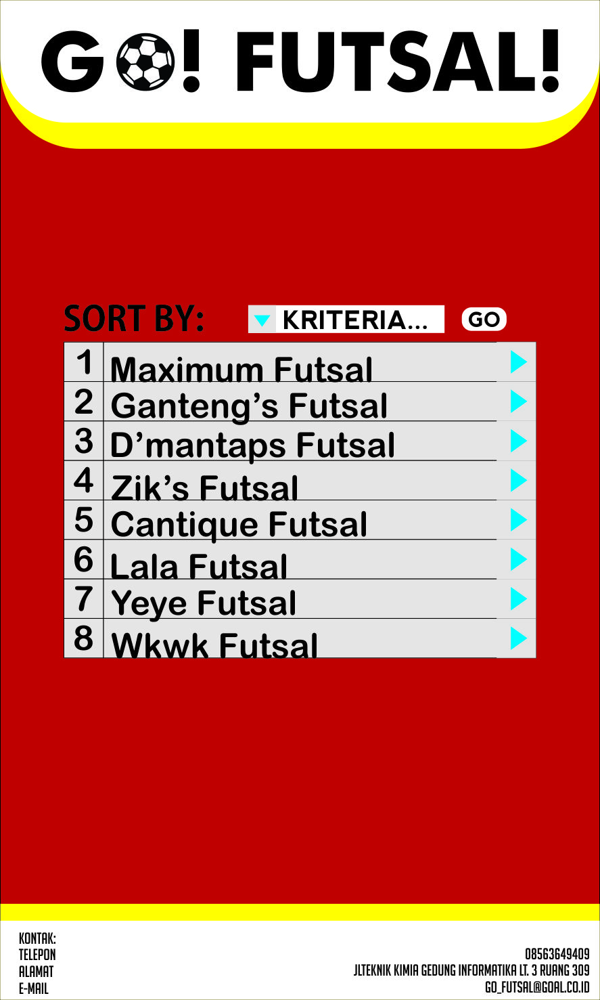 GO! FUTSAL!
SORT BY: KRITERIA... GO
1 Maximum Futsal
2 Ganteng’s Futsal
3 D’mantaps Futsal
4 Zik’s Futsal
5 Cantique Futsal
6 Lala Futsal
7 Yeye Futsal
8 Wkwk Futsal
KONTAK:
TELEPON 08563649409
ALAMAT JLTEKNIK KIMIA GEDUNG INFORMATIKA LT. 3 RUANG 309
E-MAIL GO_FUTSAL@GOAL.CO.ID